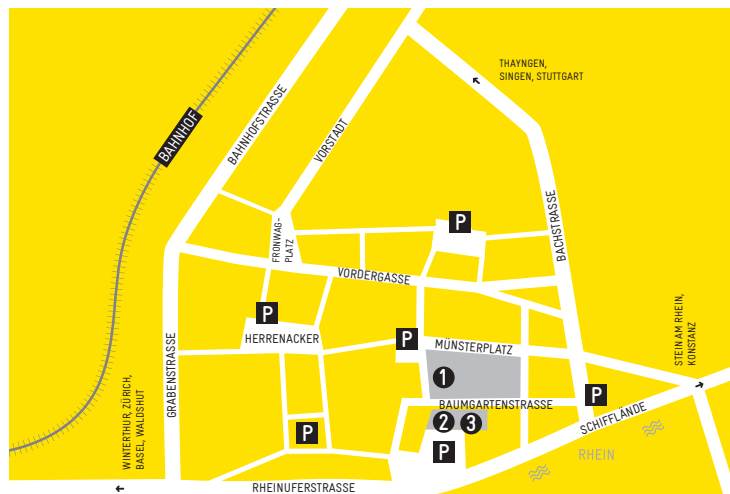 THAYNGEN,
SINGEN, STUTTGART
BAHNHOF
BAHNHOFSTRASSE
VORSTADT
BACHSTRASSE
FRONWAG-
PLATZ
P
VORDERGASSE
P
HERRENACKER
P
MÜNSTERPLATZ
STEIN AM RHEIN,
KONSTANZ
GRABENSTRASSE
1
P
BAUMGARTENSTRASSE
2 3
SCHIFFLÄNDE
WINTERTHUR, ZÜRICH,
BASEL, WALDSHUT
P
P
RHEIN
RHEINUFERSTRASSE